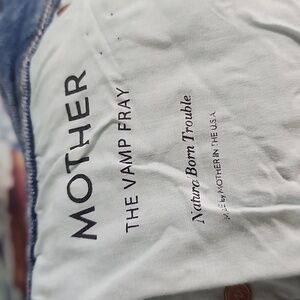 MOTHER
THE VAMP FRAY
Natural Born Trouble
MADE by MOTHER IN THE U.S.A.